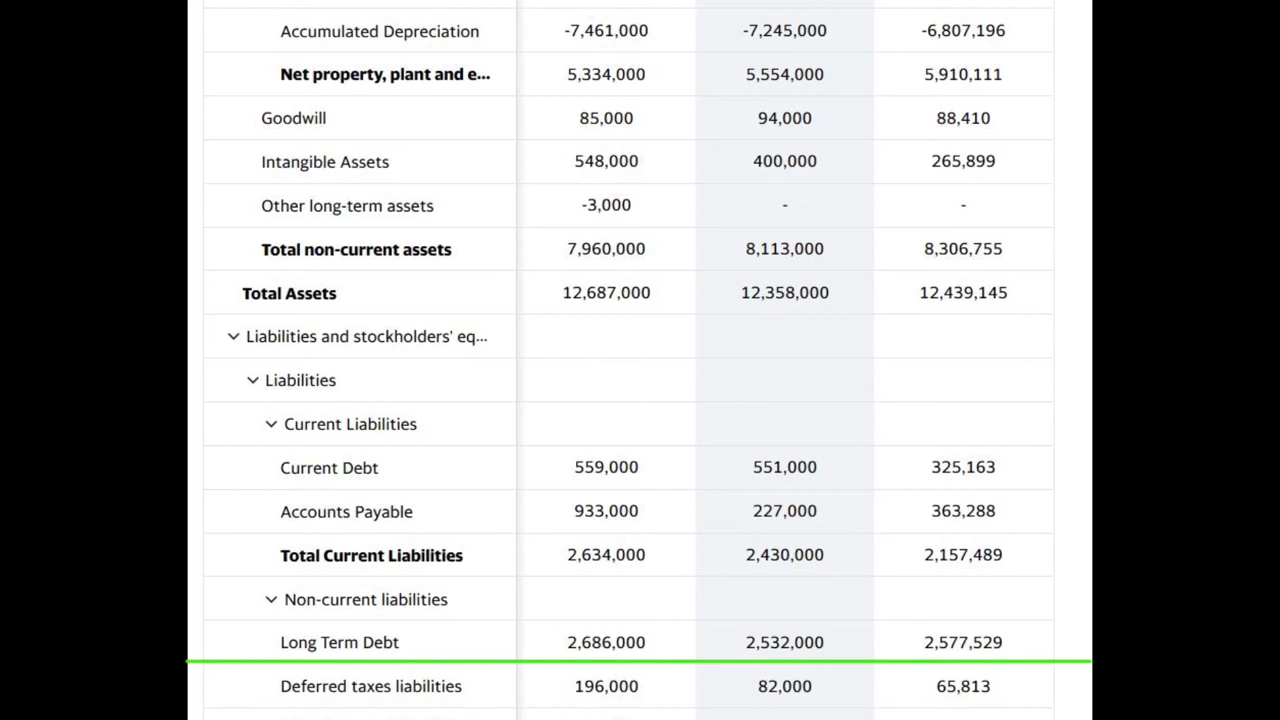 Accumulated Depreciation -7,461,000 -7,245,000 -6,807,196
Net property, plant and e... 5,334,000 5,554,000 5,910,111
Goodwill 85,000 94,000 88,410
Intangible Assets 548,000 400,000 265,899
Other long-term assets -3,000 - -
Total non-current assets 7,960,000 8,113,000 8,306,755
Total Assets 12,687,000 12,358,000 12,439,145
Liabilities and stockholders' eq...
Liabilities
Current Liabilities
Current Debt 559,000 551,000 325,163
Accounts Payable 933,000 227,000 363,288
Total Current Liabilities 2,634,000 2,430,000 2,157,489
Non-current liabilities
Long Term Debt 2,686,000 2,532,000 2,577,529
Deferred taxes liabilities 196,000 82,000 65,813